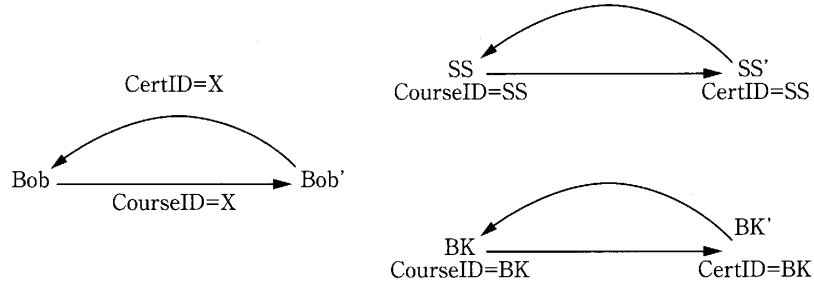 CertID=X
Bob
Bob'
CourseID=X
SS
SS'
CourseID=SS
CertID=SS
BK
BK'
CourseID=BK
CertID=BK